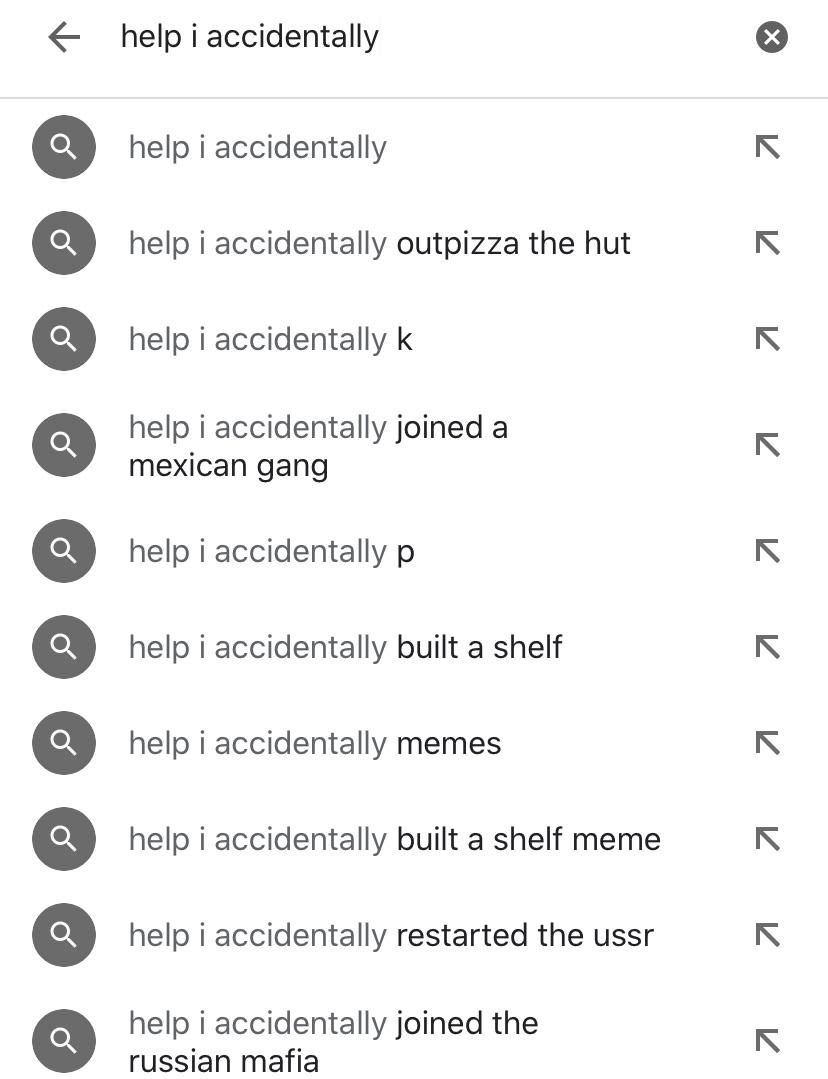 help i accidentally
help i accidentally
help i accidentally outpizza the hut
help i accidentally k
help i accidentally joined a
mexican gang
help i accidentally p
help i accidentally built a shelf
help i accidentally memes
help i accidentally built a shelf meme
help i accidentally restarted the ussr
help i accidentally joined the
russian mafia